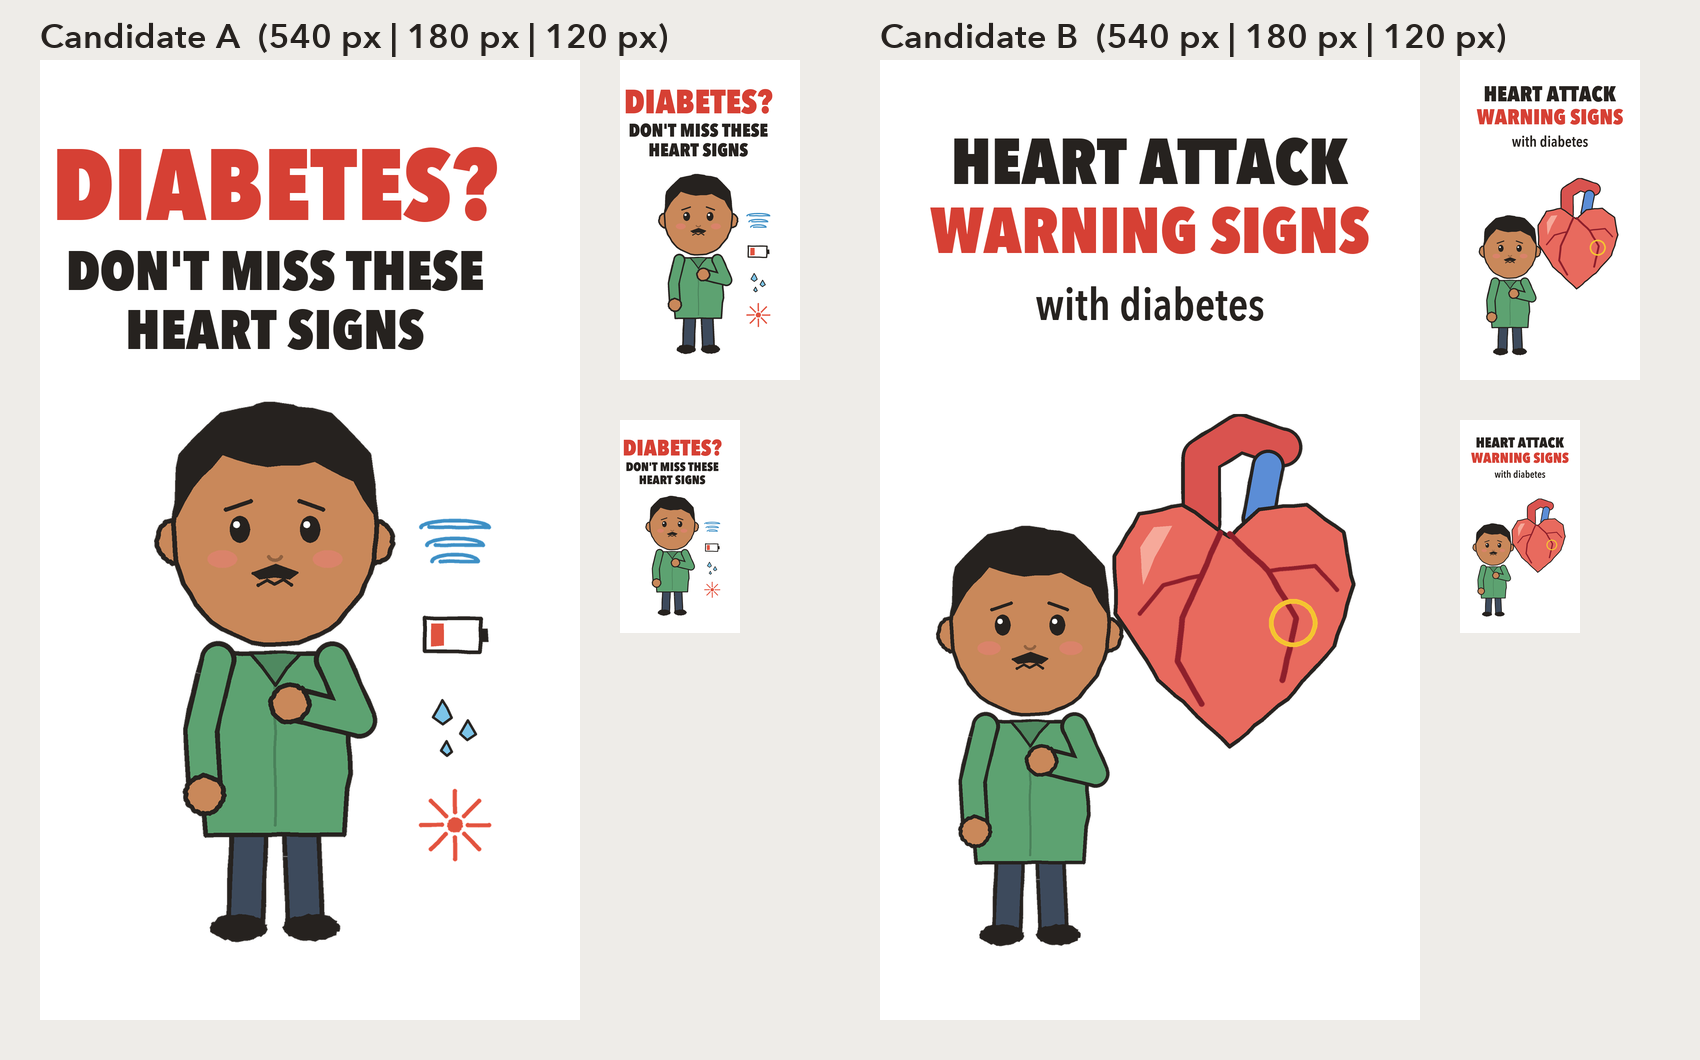 Candidate A (540 px | 180 px | 120 px)
DIABETES?
DON'T MISS THESE
HEART SIGNS
DIABETES?
DON'T MISS THESE
HEART SIGNS
DIABETES?
DON'T MISS THESE
HEART SIGNS
Candidate B (540 px | 180 px | 120 px)
HEART ATTACK
WARNING SIGNS
with diabetes
HEART ATTACK
WARNING SIGNS
with diabetes
HEART ATTACK
WARNING SIGNS
with diabetes